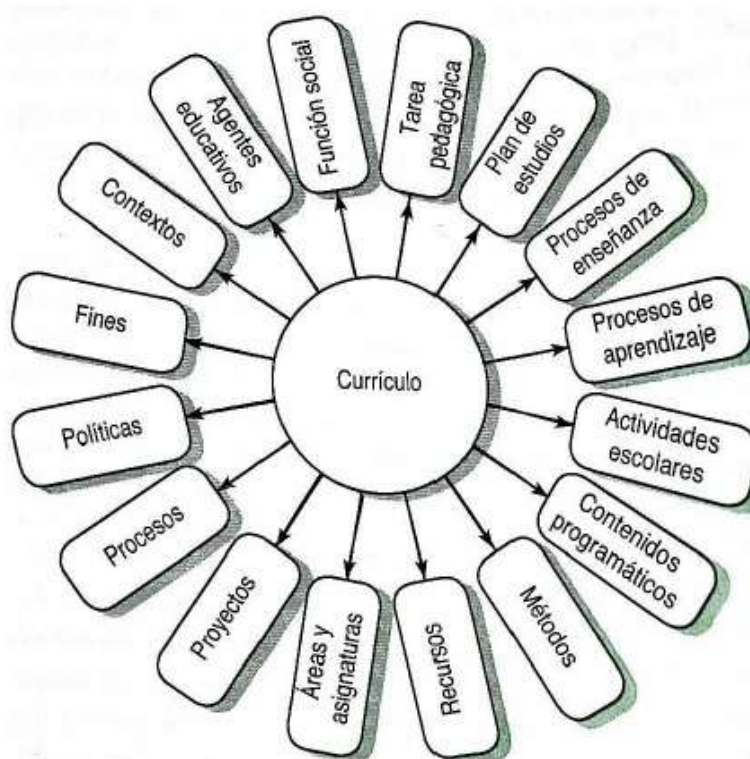 Currículo
Función social
Tarea
pedagógica
Plan de
estudios
Procesos de
enseñanza
Procesos de
aprendizaje
Actividades
escolares
Contenidos
programáticos
Métodos
Recursos
Áreas y
asignaturas
Proyectos
Procesos
Políticas
Fines
Contextos
Agentes
educativos